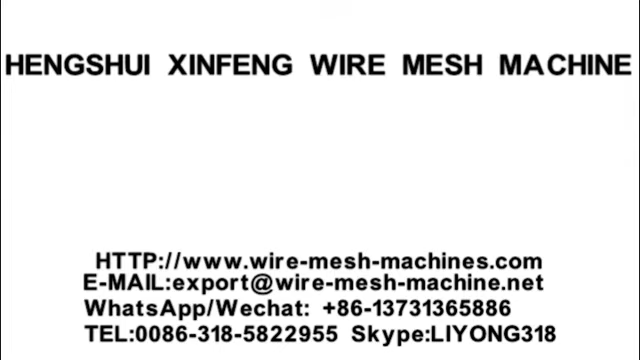 HENGSHUI XINFENG WIRE MESH MACHINE
HTTP://www.wire-mesh-machines.com
E-MAIL:export@wire-mesh-machine.net
WhatsApp/Wechat: +86-13731365886
TEL:0086-318-5822955 Skype:LIYONG318